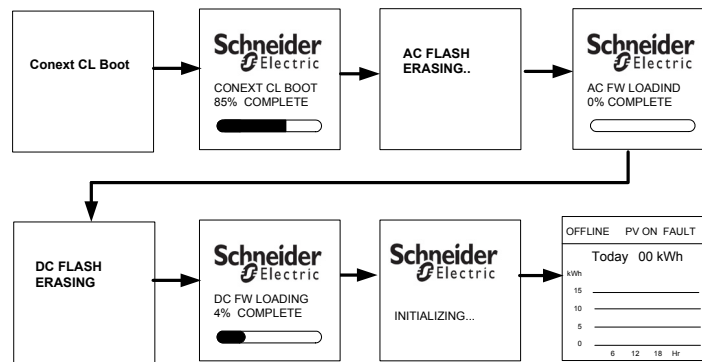 Conext CL Boot
Schneider
Electric
CONEXT CL BOOT
85% COMPLETE
AC FLASH
ERASING..
Schneider
Electric
AC FW LOADIND
0% COMPLETE
DC FLASH
ERASING
Schneider
Electric
DC FW LOADING
4% COMPLETE
Schneider
Electric
INITIALIZING...
OFFLINE PV ON FAULT
Today 00 kWh
kWh
15
10
5
0
6 12 18 Hr